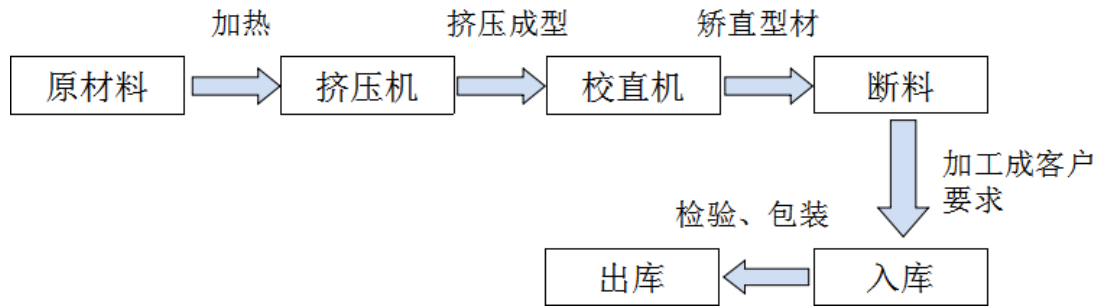 加热
挤压成型
矫直型材
原材料
挤压机
校直机
断料
加工成客户
要求
检验、包装
出库
入库